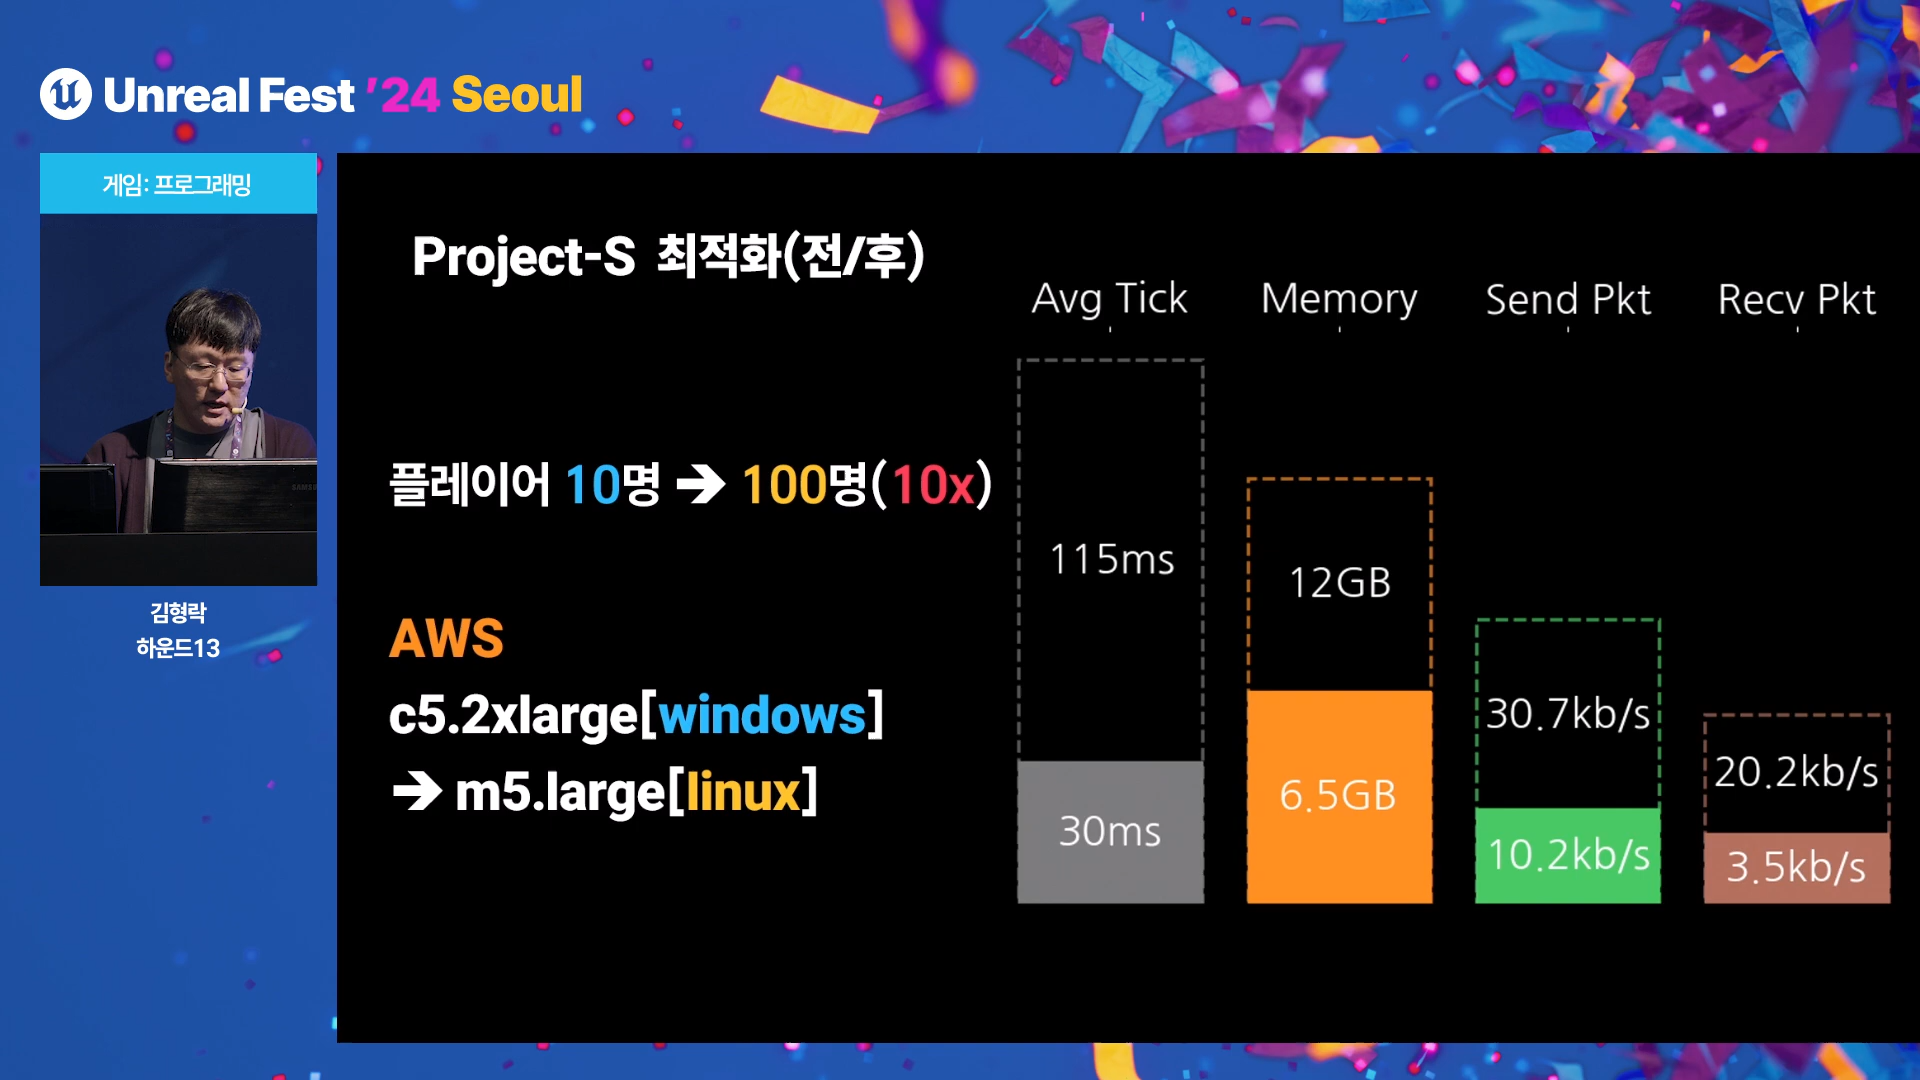 Unreal Fest '24 Seoul
게임: 프로그래밍
김형락
하운드13
Project-S 최적화(전/후)
플레이어 10명 → 100명(10x)
AWS
c5.2xlarge[windows]
→ m5.large[linux]
Avg Tick
Memory
Send Pkt
Recv Pkt
115ms
12GB
30.7kb/s
20.2kb/s
30ms
6.5GB
10.2kb/s
3.5kb/s